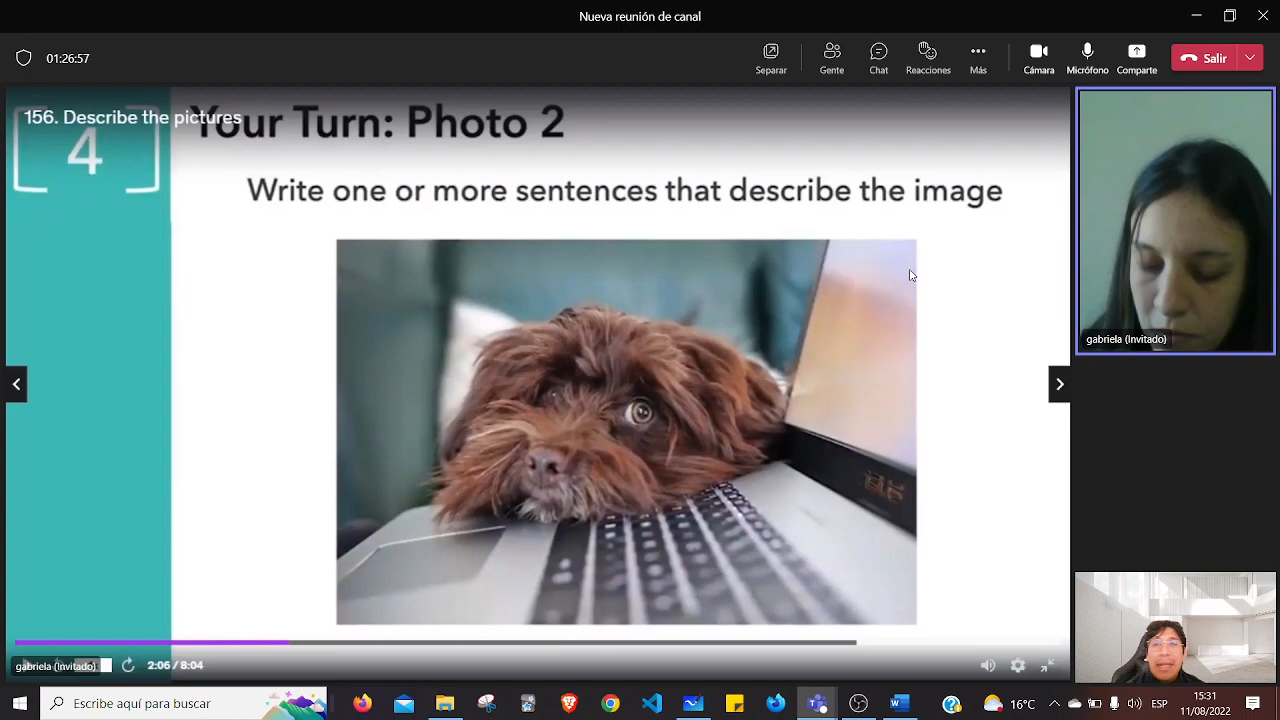 Nueva reunión de canal
01:26:57
Separar
Gente
Chat
Reacciones
Más
Cámara
Micrófono
Comparte
Salir
156. Describe the pictures
4
Your Turn: Photo 2
Write one or more sentences that describe the image
gabriela (Invitado)
gabriela (Invitado)
2:06 / 8:04
Escribe aquí para buscar
16°C
ESP
15:31
11/08/2022